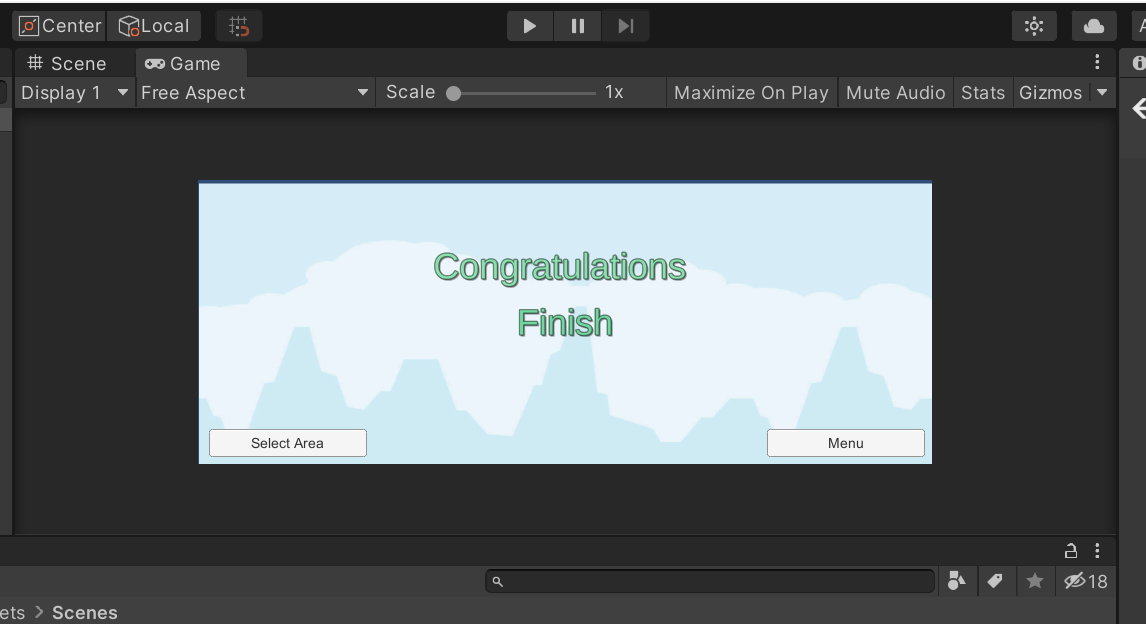 Center Local
Scene Game
Display 1 Free Aspect Scale 1x Maximize On Play Mute Audio Stats Gizmos
Congratulations
Finish
Select Area Menu
18
ets > Scenes